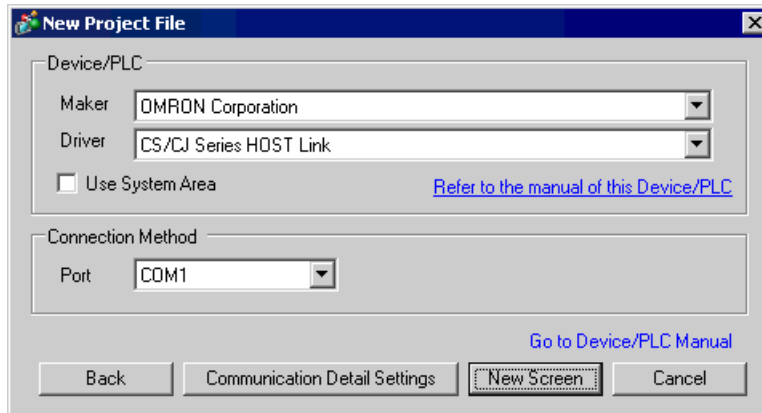 New Project File
Device/PLC
Maker OMRON Corporation
Driver CS/CJ Series HOST Link
Use System Area Refer to the manual of this Device/PLC
Connection Method
Port COM1
Go to Device/PLC Manual
Back Communication Detail Settings New Screen Cancel